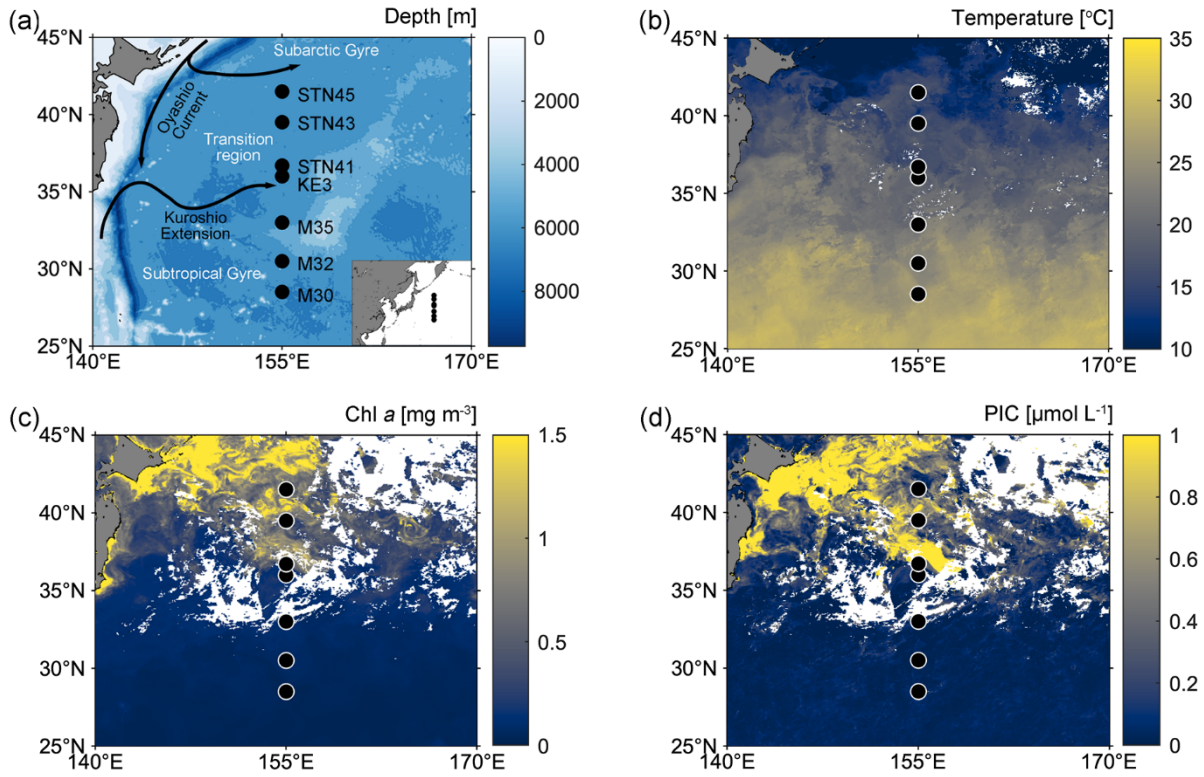 (a)
Depth [m]
45°N
40°N
35°N
30°N
25°N
140°E
155°E
170°E
Subarctic Gyre
Oyashio
Current
STN45
STN43
Transition
region
STN41
KE3
Kuroshio
Extension
M35
Subtropical Gyre
M32
M30
0
2000
4000
6000
8000
(b)
Temperature [°C]
45°N
40°N
35°N
30°N
25°N
140°E
155°E
170°E
35
30
25
20
15
10
(c)
Chl a [mg m⁻³]
45°N
40°N
35°N
30°N
25°N
140°E
155°E
170°E
1.5
1
0.5
0
(d)
PIC [µmol L⁻¹]
45°N
40°N
35°N
30°N
25°N
140°E
155°E
170°E
1
0.8
0.6
0.4
0.2
0